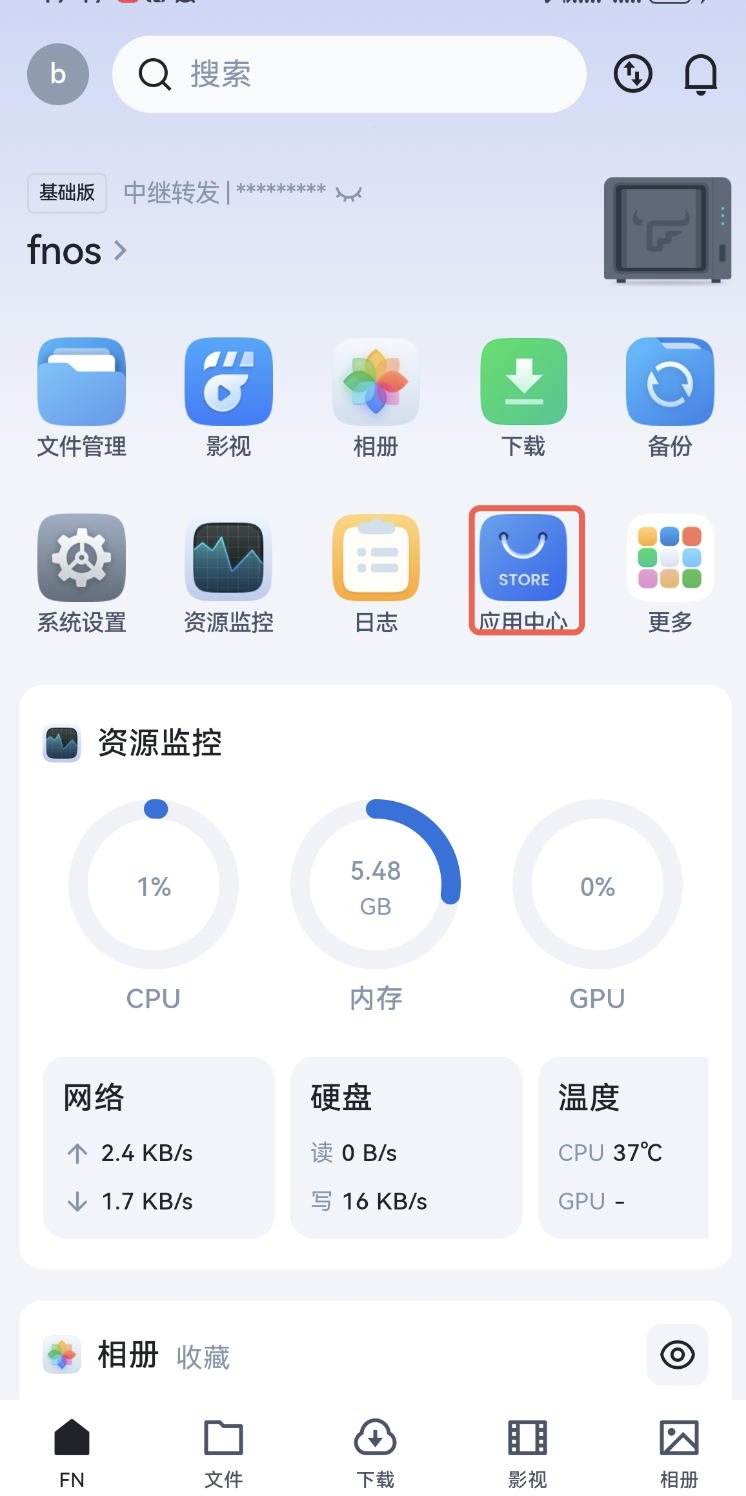 b
搜索
基础版 中继转发 | *********
fnos
文件管理 影视 相册 下载 备份
STORE
系统设置 资源监控 日志 应用中心 更多
资源监控
1% 5.48 GB 0%
CPU 内存 GPU
网络 硬盘 温度
2.4 KB/s 读 0 B/s CPU 37℃
1.7 KB/s 写 16 KB/s GPU -
相册 收藏
FN 文件 下载 影视 相册